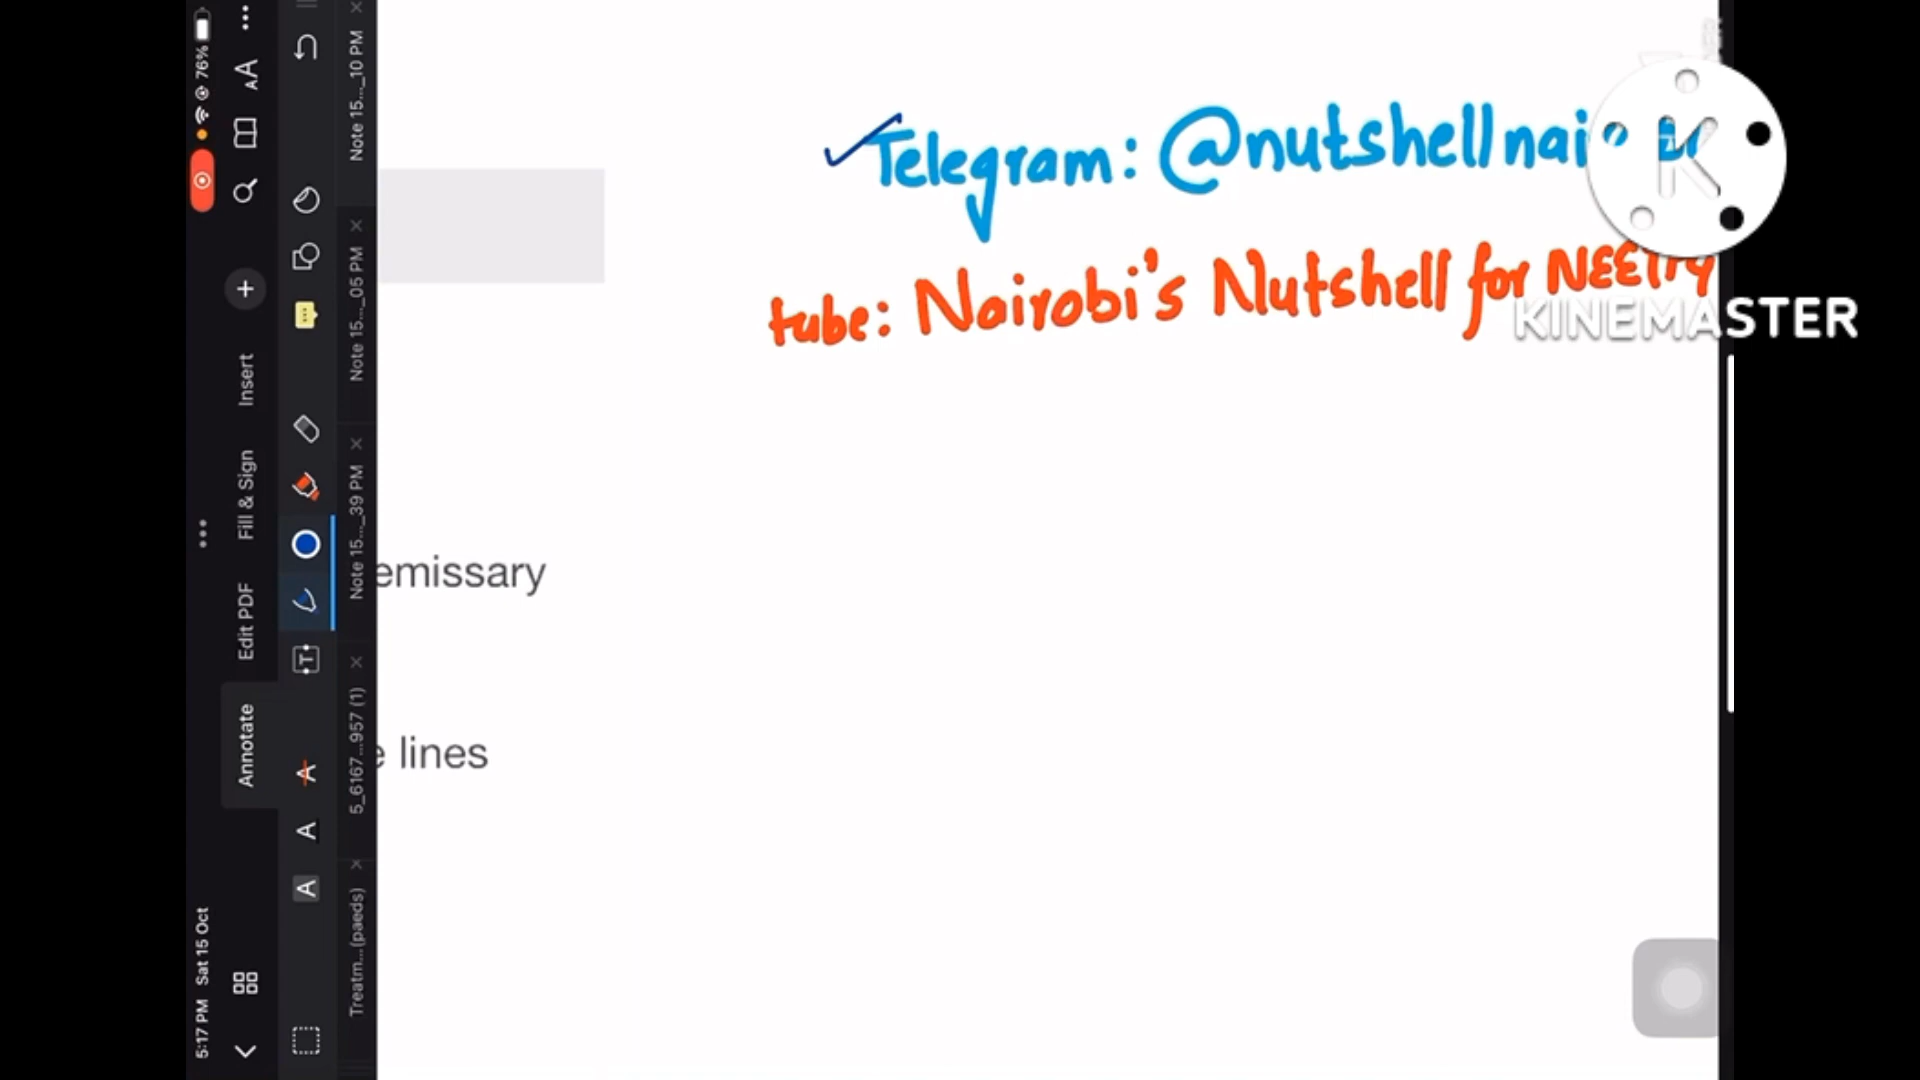 Telegram: @nutshellnai
tube: Nairobi's Nutshell for
KINEMASTER
emissary
lines
5:17 PM Sat 15 Oct
76%
Annotate
Edit PDF
Fill & Sign
Insert
Treatm...(paeds)
5_6167...957 (1)
Note 15..._39 PM
Note 15..._05 PM
Note 15..._10 PM